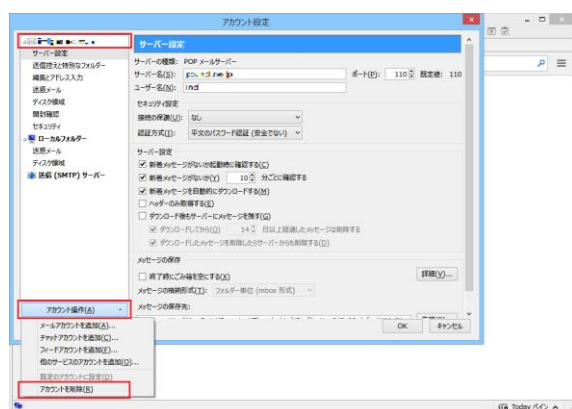 アカウント設定
サーバー設定
送信控えと特別なフォルダー
編集とアドレス入力
迷惑メール
ディスク領域
開封確認
セキュリティ
ローカルフォルダー
迷惑メール
ディスク領域
送信 (SMTP) サーバー
アカウント操作(A)
サーバー設定
サーバーの種類: POP メールサーバー
サーバー名(S): ポート(P): 110 既定値: 110
ユーザー名(N):
セキュリティ設定
接続の保護(U): なし
認証方式(I): 平文のパスワード認証 (安全でない)
サーバー設定
新着メッセージがないか起動時に確認する(C)
新着メッセージがないか(Y) 10 分ごとに確認する
新着メッセージを自動的にダウンロードする(M)
ヘッダーのみ取得する(E)
ダウンロード後もサーバーにメッセージを残す(G)
ダウンロードしてから(O) 14 日以上経過したメッセージは削除する
ダウンロードしたメッセージを削除したらサーバーからも削除する(D)
メッセージの保存
終了時にごみ箱を空にする(X) 詳細(V)...
メッセージの格納形式(T): フォルダー単位 (mbox 形式)
メッセージの保存先:
OK キャンセル
メールアカウントを追加(A)...
チャットアカウントを追加(C)...
フィードアカウントを追加(F)...
他のサービスのアカウントを追加(O)...
既定のアカウントに設定(D)
アカウントを削除(R)
Today ペイン